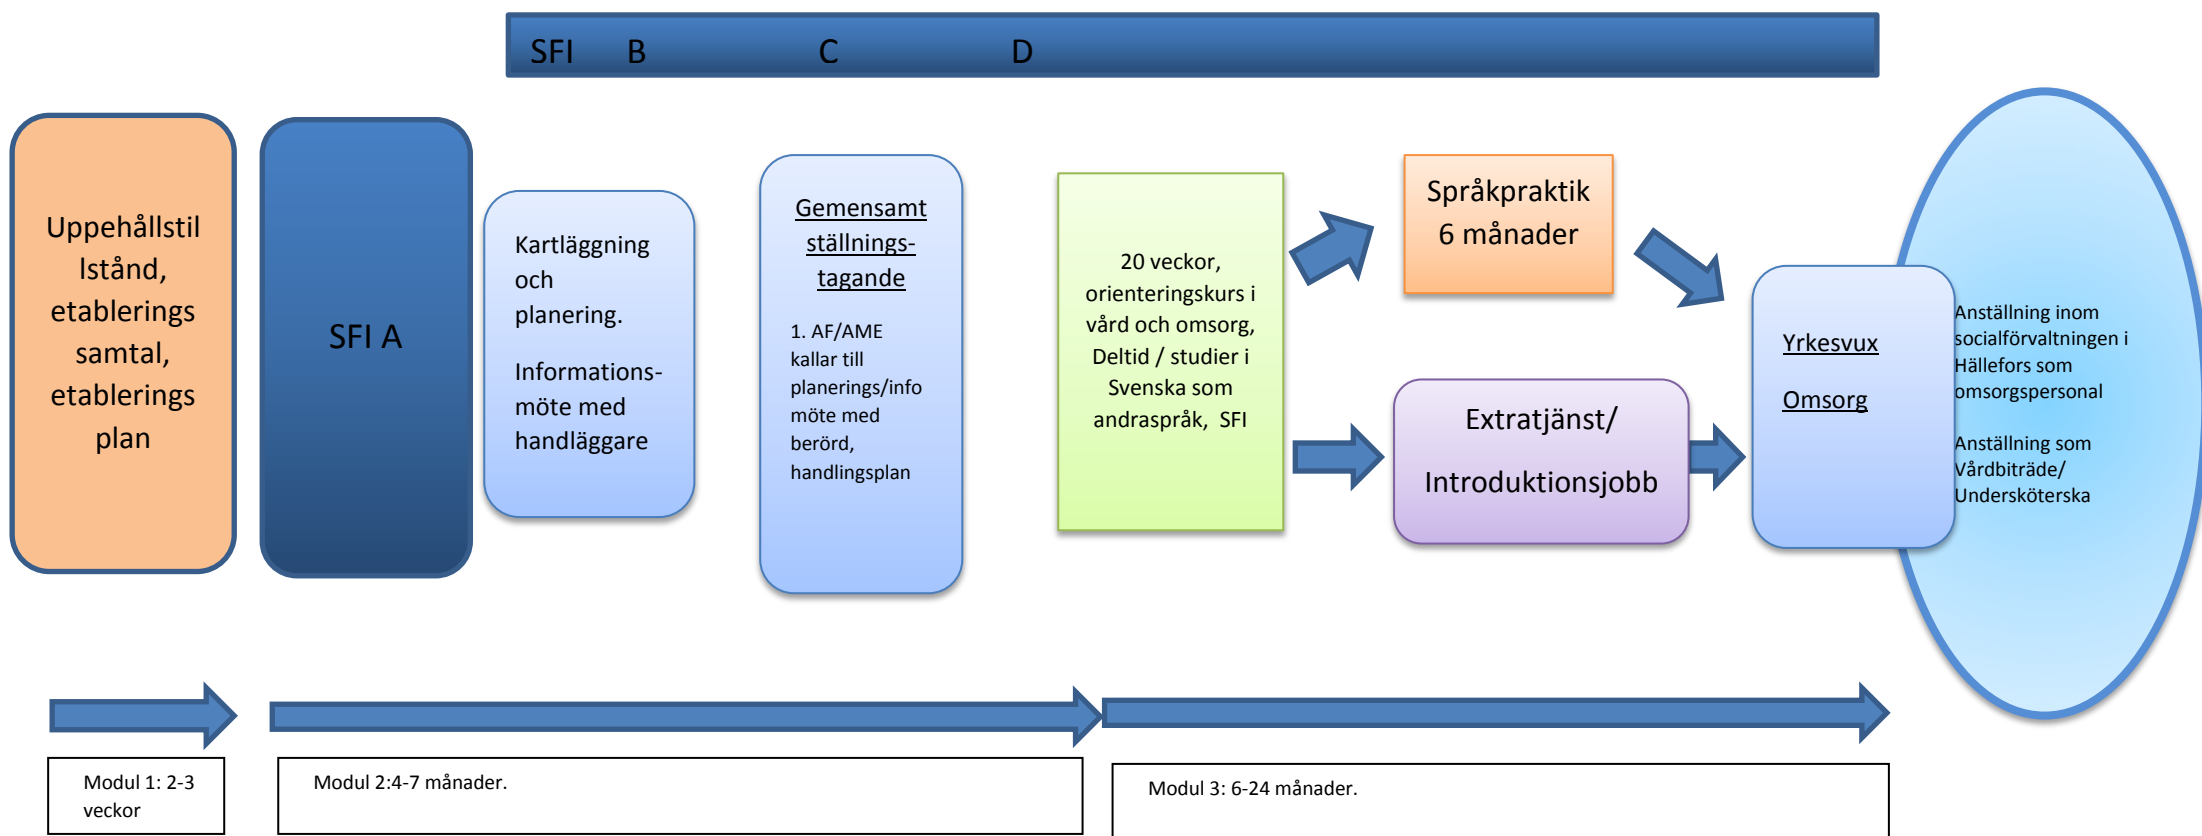 SFI B C D
Uppehållstil
lstånd,
etablerings
samtal,
etablerings
plan
SFI A
Kartläggning
och
planering.
Informations-
möte med
handläggare
Gemensamt
ställnings-
tagande
1. AF/AME
kallar till
planerings/info
möte med
berörd,
handlingsplan
20 veckor,
orienteringskurs i
vård och omsorg,
Deltid / studier i
Svenska som
andraspråk, SFI
Språkpraktik
6 månader
Extratjänst/
Introduktionsjobb
Yrkesvux
Omsorg
Anställning inom
socialförvaltningen i
Hällefors som
omsorgspersonal
Anställning som
Vårdbiträde/
Undersköterska
Modul 1: 2-3
veckor
Modul 2:4-7 månader.
Modul 3: 6-24 månader.